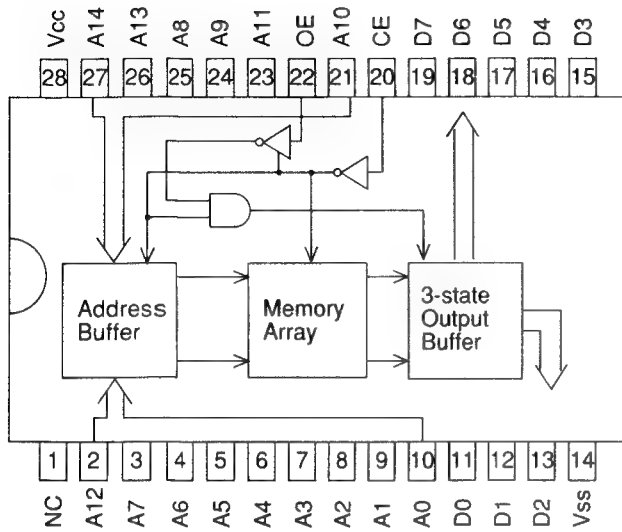 Vcc A14 A13 A8 A9 A11 OE A10 CE D7 D6 D5 D4 D3
28 27 26 25 24 23 22 21 20 19 18 17 16 15
Address
Buffer
Memory
Array
3-state
Output
Buffer
1 2 3 4 5 6 7 8 9 10 11 12 13 14
NC A12 A7 A6 A5 A4 A3 A2 A1 A0 D0 D1 D2 Vss